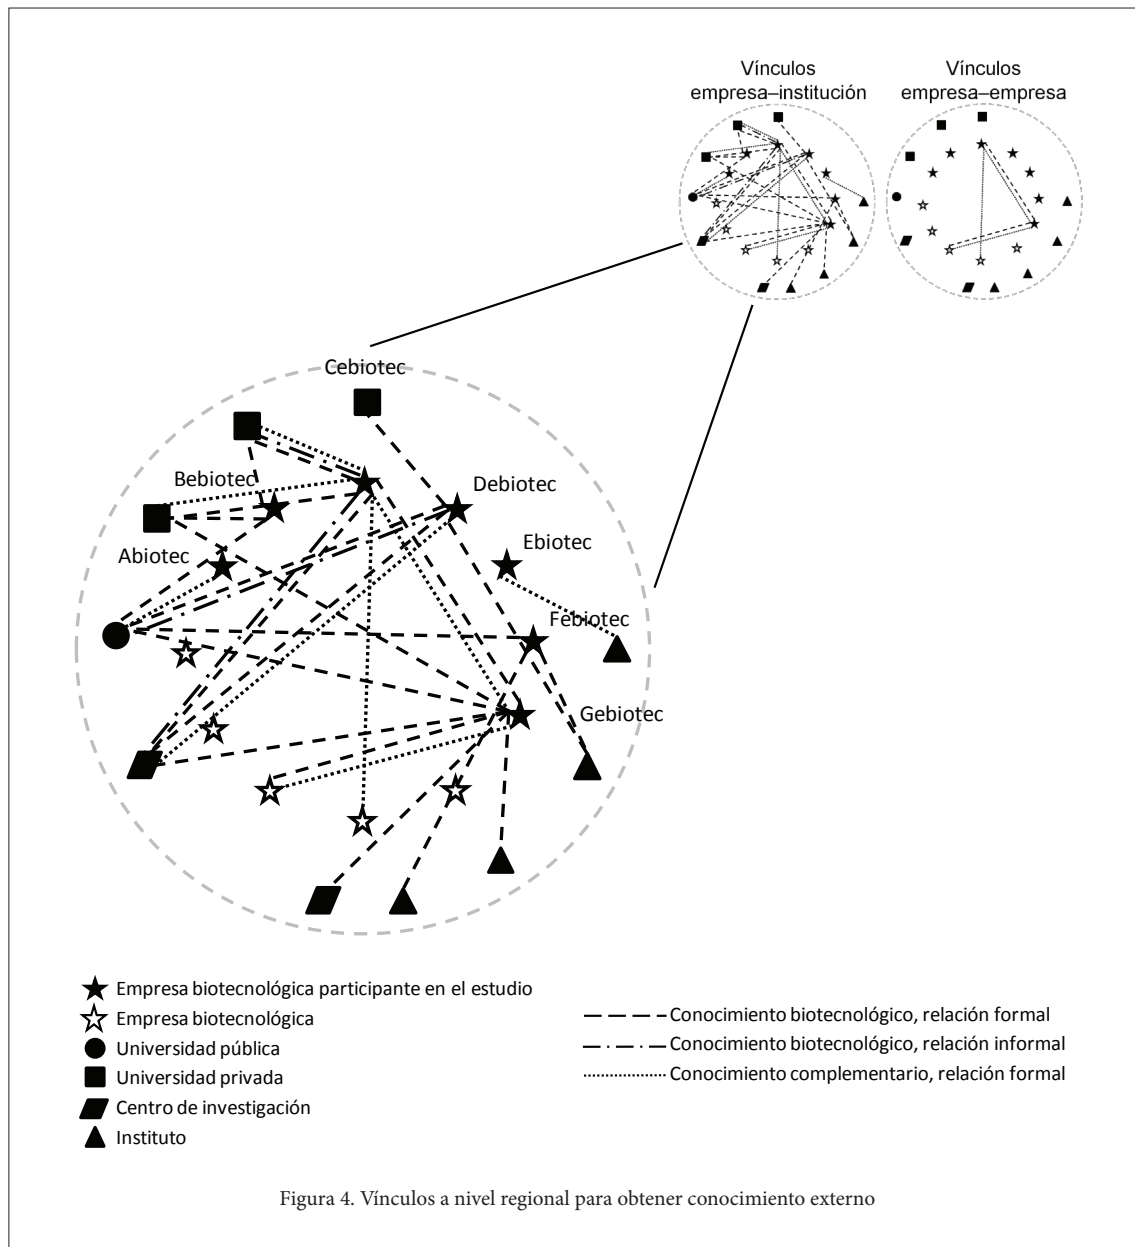 Vínculos
empresa–institución
Vínculos
empresa–empresa
Cebiotec
Bebiotec
Debiotec
Abiotec
Ebiotec
Febiotec
Gebiotec
Empresa biotecnológica participante en el estudio
Empresa biotecnológica
Universidad pública
Universidad privada
Centro de investigación
Instituto
Conocimiento biotecnológico, relación formal
Conocimiento biotecnológico, relación informal
Conocimiento complementario, relación formal
Figura 4. Vínculos a nivel regional para obtener conocimiento externo